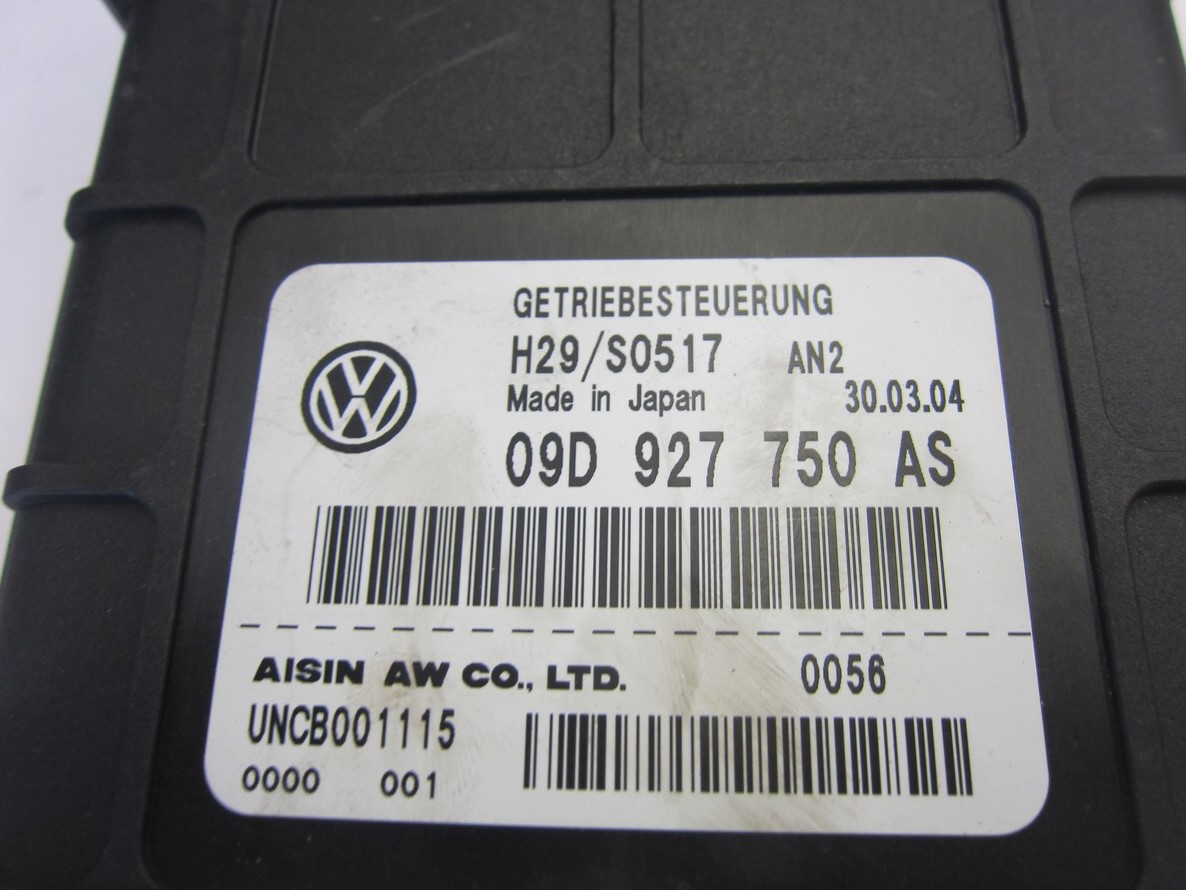 GETRIEBESTEUERUNG
H29/S0517 AN2
Made in Japan 30.03.04
09D 927 750 AS
AISIN AW CO., LTD. 0056
UNCB001115
0000 001